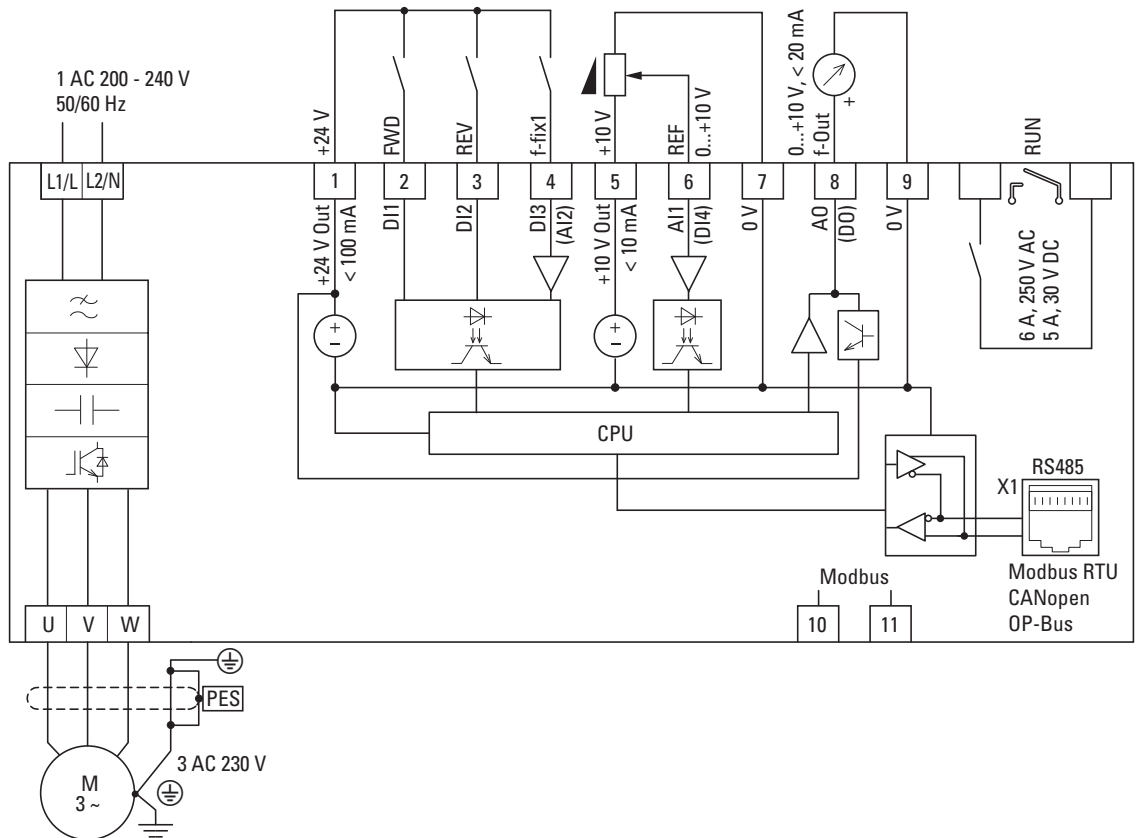 1 AC 200 - 240 V
50/60 Hz
L1/L
L2/N
+24 V
FWD
REV
f-fix1
+10 V
REF
0...+10 V
0...+10 V, < 20 mA
f-Out
+
RUN
1
2
3
4
5
6
7
8
9
+24 V Out
< 100 mA
DI1
DI2
DI3
(AI2)
+10 V Out
< 10 mA
AI1
(DI4)
0 V
AO
(DO)
0 V
6 A, 250 V AC
5 A, 30 V DC
+
−
+
−
CPU
X1
RS485
Modbus RTU
CANopen
OP-Bus
Modbus
10
11
U
V
W
PES
3 AC 230 V
M
3 ~